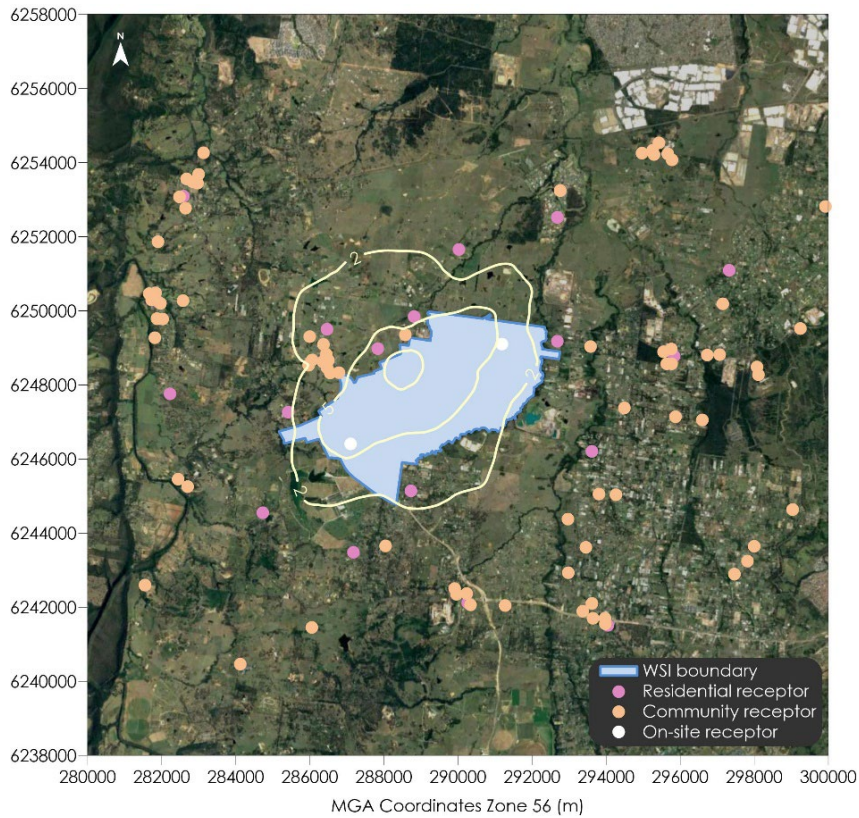 6258000
6256000
6254000
6252000
6250000
6248000
6246000
6244000
6242000
6240000
6238000
N
2
2
5
2
WSI boundary
Residential receptor
Community receptor
On-site receptor
280000 282000 284000 286000 288000 290000 292000 294000 296000 298000 300000
MGA Coordinates Zone 56 (m)